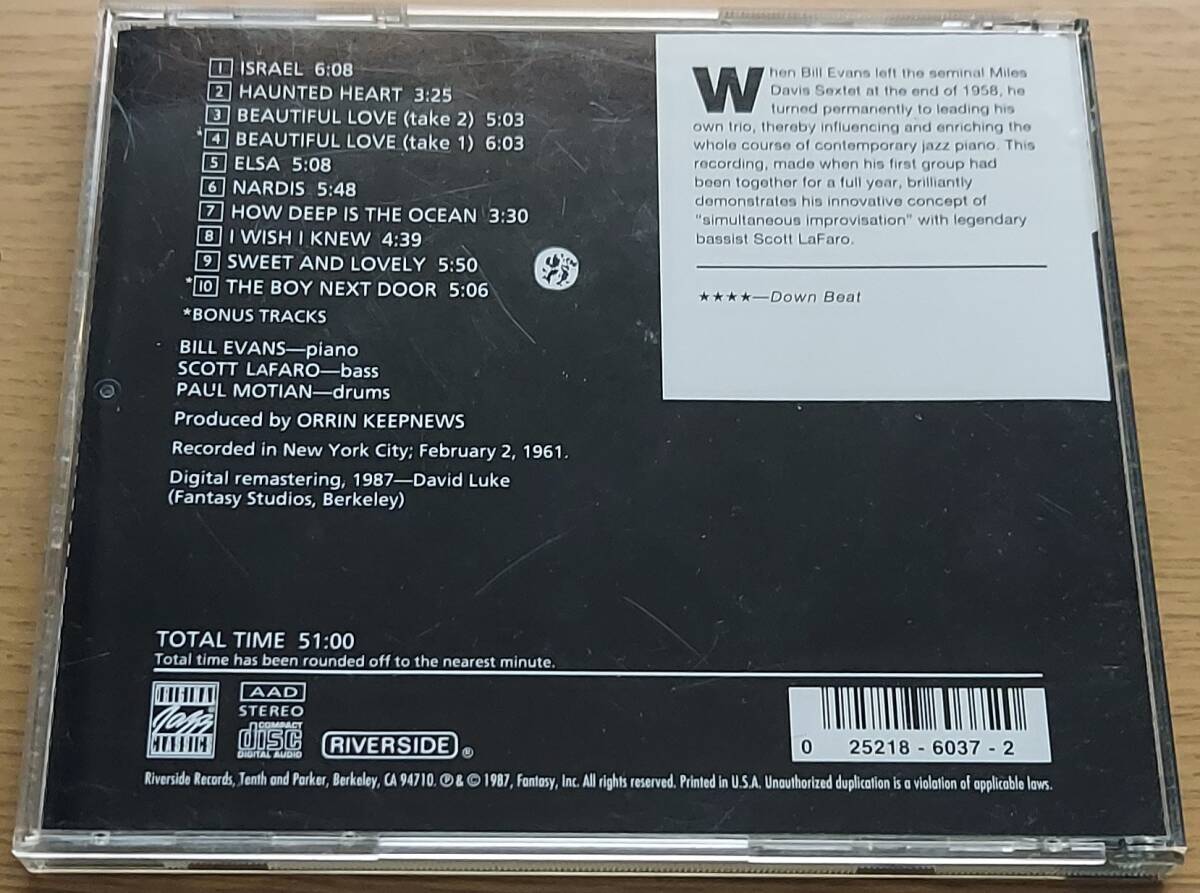 1 ISRAEL 6:08
2 HAUNTED HEART 3:25
3 BEAUTIFUL LOVE (take 2) 5:03
*4 BEAUTIFUL LOVE (take 1) 6:03
5 ELSA 5:08
6 NARDIS 5:48
7 HOW DEEP IS THE OCEAN 3:30
8 I WISH I KNEW 4:39
9 SWEET AND LOVELY 5:50
*10 THE BOY NEXT DOOR 5:06
*BONUS TRACKS
BILL EVANS—piano
SCOTT LAFARO—bass
PAUL MOTIAN—drums
Produced by ORRIN KEEPNEWS
Recorded in New York City; February 2, 1961.
Digital remastering, 1987—David Luke
(Fantasy Studios, Berkeley)
When Bill Evans left the seminal Miles
Davis Sextet at the end of 1958, he
turned permanently to leading his
own trio, thereby influencing and enriching the
whole course of contemporary jazz piano. This
recording, made when his first group had
been together for a full year, brilliantly
demonstrates his innovative concept of
"simultaneous improvisation" with legendary
bassist Scott LaFaro.
★★★★—Down Beat
TOTAL TIME 51:00
Total time has been rounded off to the nearest minute.
ORIGINAL
Jazz
CLASSICS
AAD
STEREO
COMPACT
disc
DIGITAL AUDIO
RIVERSIDE®
0 25218 - 6037 - 2
Riverside Records, Tenth and Parker, Berkeley, CA 94710. ℗ & © 1987, Fantasy, Inc. All rights reserved. Printed in U.S.A. Unauthorized duplication is a violation of applicable laws.